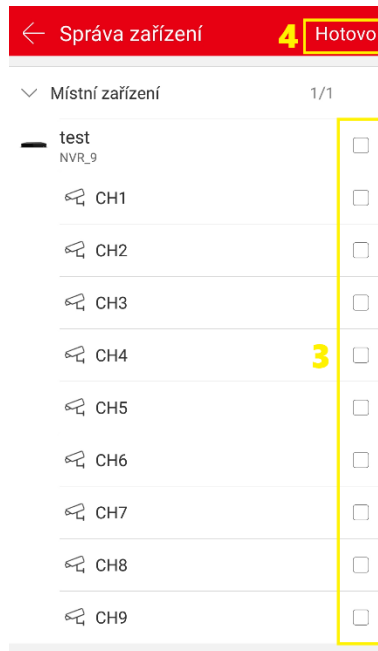 Správa zařízení 4 Hotovo
Místní zařízení 1/1
test
NVR_9
CH1
CH2
CH3
CH4
3
CH5
CH6
CH7
CH8
CH9